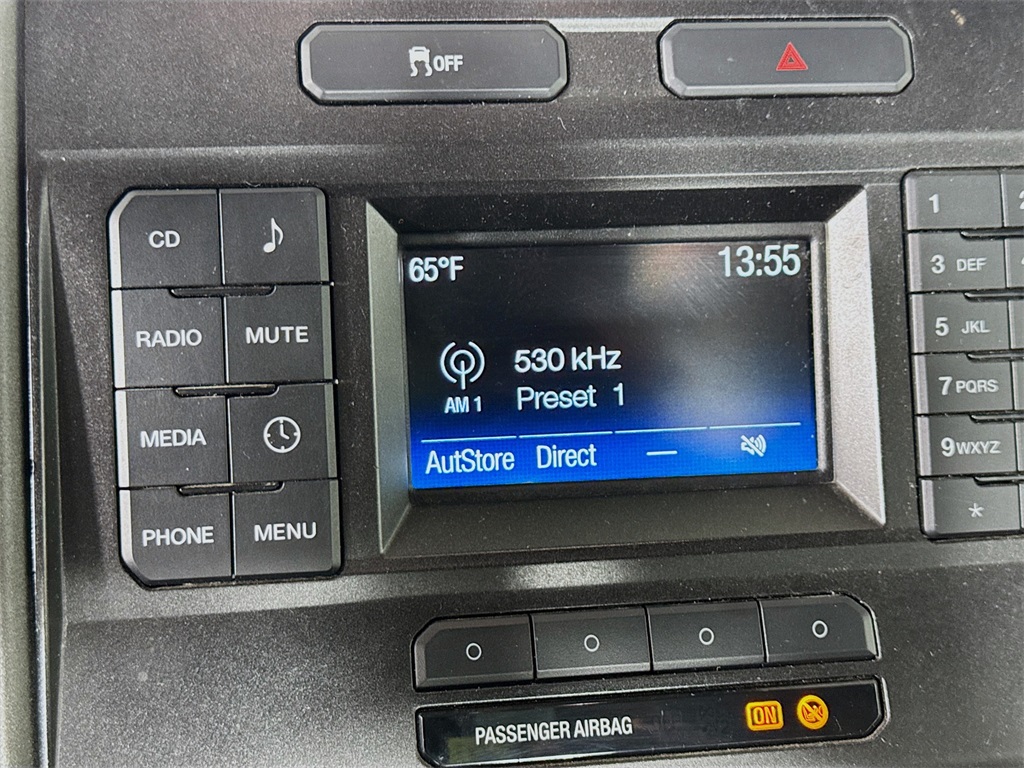 OFF
CD
RADIO MUTE
MEDIA
PHONE MENU
65°F 13:55
530 kHz
AM 1 Preset 1
AutStore Direct —
1
3 DEF
5 JKL
7 PQRS
9 WXYZ
*
PASSENGER AIRBAG ON